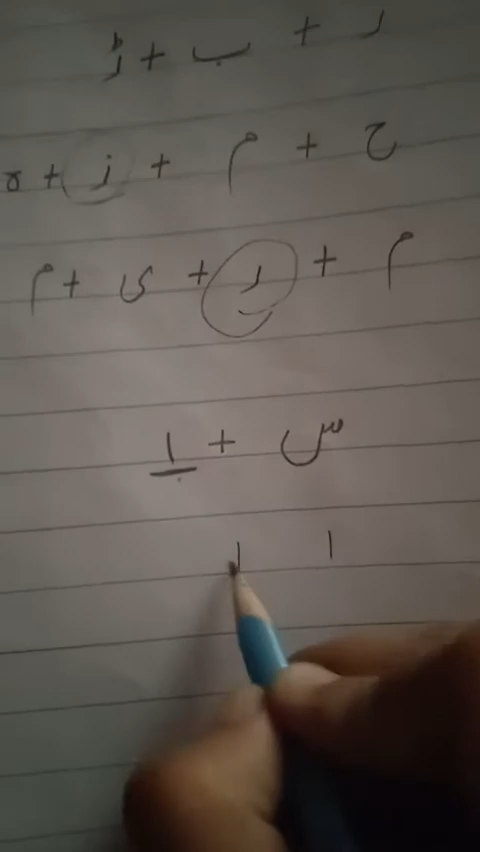 ر + ب + ڑ
ح + م + ز + ہ
م + ر + ی + م
س + ا
ا ا